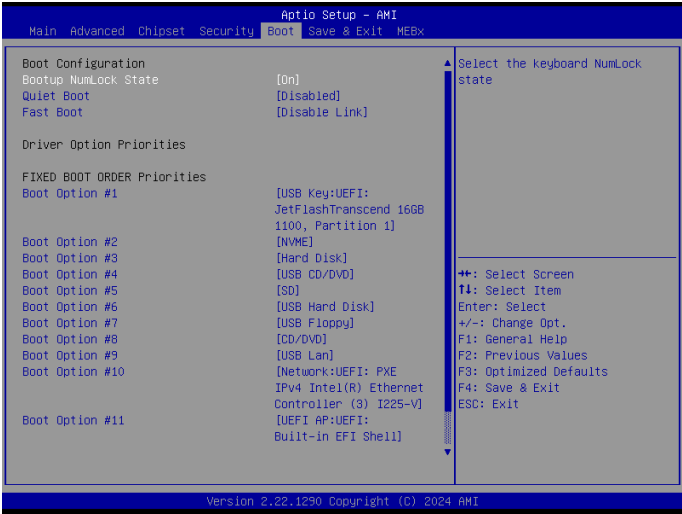 Aptio Setup – AMI
Main Advanced Chipset Security Boot Save & Exit MEBx
Boot Configuration
Bootup NumLock State [On]
Quiet Boot [Disabled]
Fast Boot [Disable Link]
Driver Option Priorities
FIXED BOOT ORDER Priorities
Boot Option #1 [USB Key:UEFI:
JetFlashTranscend 16GB
1100, Partition 1]
Boot Option #2 [NVME]
Boot Option #3 [Hard Disk]
Boot Option #4 [USB CD/DVD]
Boot Option #5 [SD]
Boot Option #6 [USB Hard Disk]
Boot Option #7 [USB Floppy]
Boot Option #8 [CD/DVD]
Boot Option #9 [USB Lan]
Boot Option #10 [Network:UEFI: PXE
IPv4 Intel(R) Ethernet
Controller (3) I225-V]
Boot Option #11 [UEFI AP:UEFI:
Built-in EFI Shell]
Select the keyboard NumLock
state
→←: Select Screen
↑↓: Select Item
Enter: Select
+/-: Change Opt.
F1: General Help
F2: Previous Values
F3: Optimized Defaults
F4: Save & Exit
ESC: Exit
Version 2.22.1290 Copyright (C) 2024 AMI